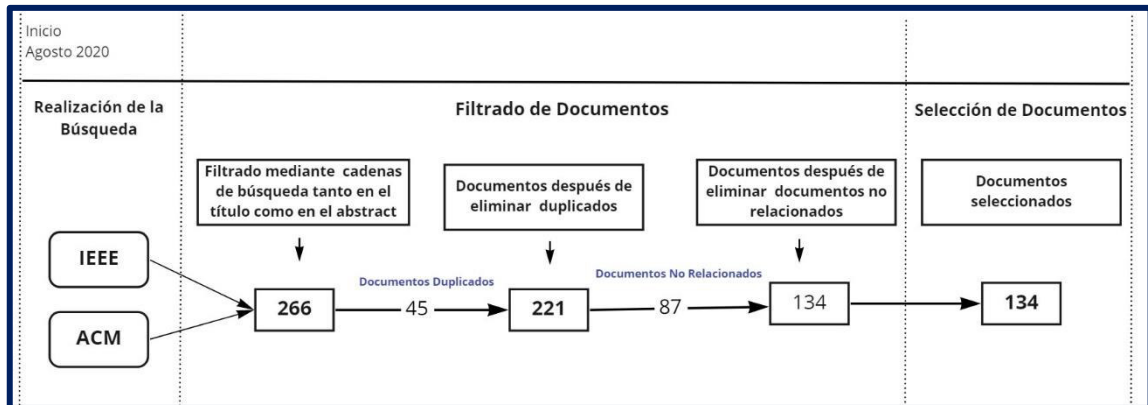 Inicio
Agosto 2020
Realización de la
Búsqueda
Filtrado de Documentos
Selección de Documentos
Filtrado mediante cadenas
de búsqueda tanto en el
título como en el abstract
Documentos después de
eliminar duplicados
Documentos después de
eliminar documentos no
relacionados
Documentos
seleccionados
IEEE
ACM
266
Documentos Duplicados
45
221
Documentos No Relacionados
87
134
134